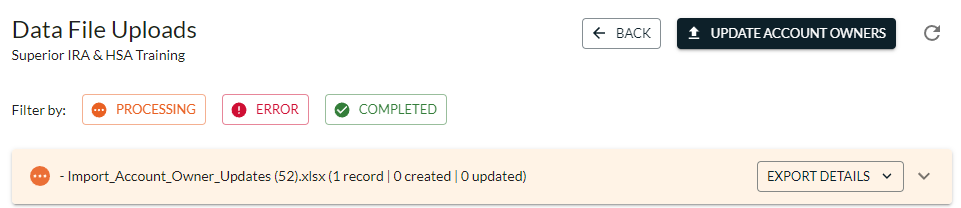 Data File Uploads
Superior IRA & HSA Training
BACK
UPDATE ACCOUNT OWNERS
Filter by:
PROCESSING
ERROR
COMPLETED
- Import_Account_Owner_Updates (52).xlsx (1 record | 0 created | 0 updated)
EXPORT DETAILS